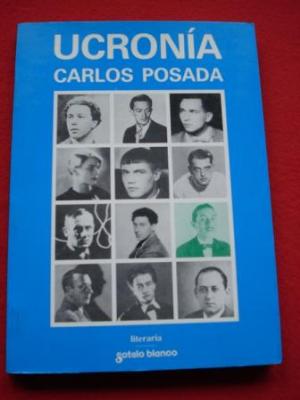 UCRONÍA
CARLOS POSADA
literaria
sotelo blanco